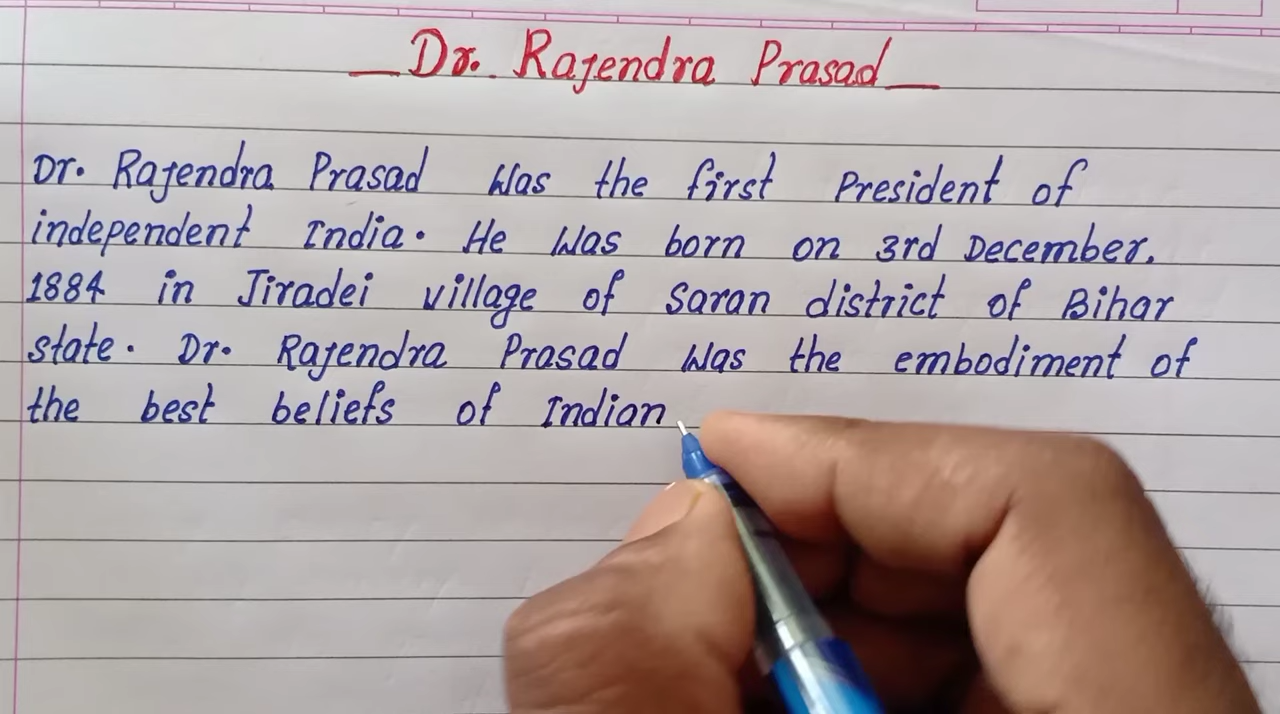 Dr. Rajendra Prasad
Dr. Rajendra Prasad was the first President of
independent India. He was born on 3rd December,
1884 in Jiradei village of Saran district of Bihar
state. Dr. Rajendra Prasad was the embodiment of
the best beliefs of Indian